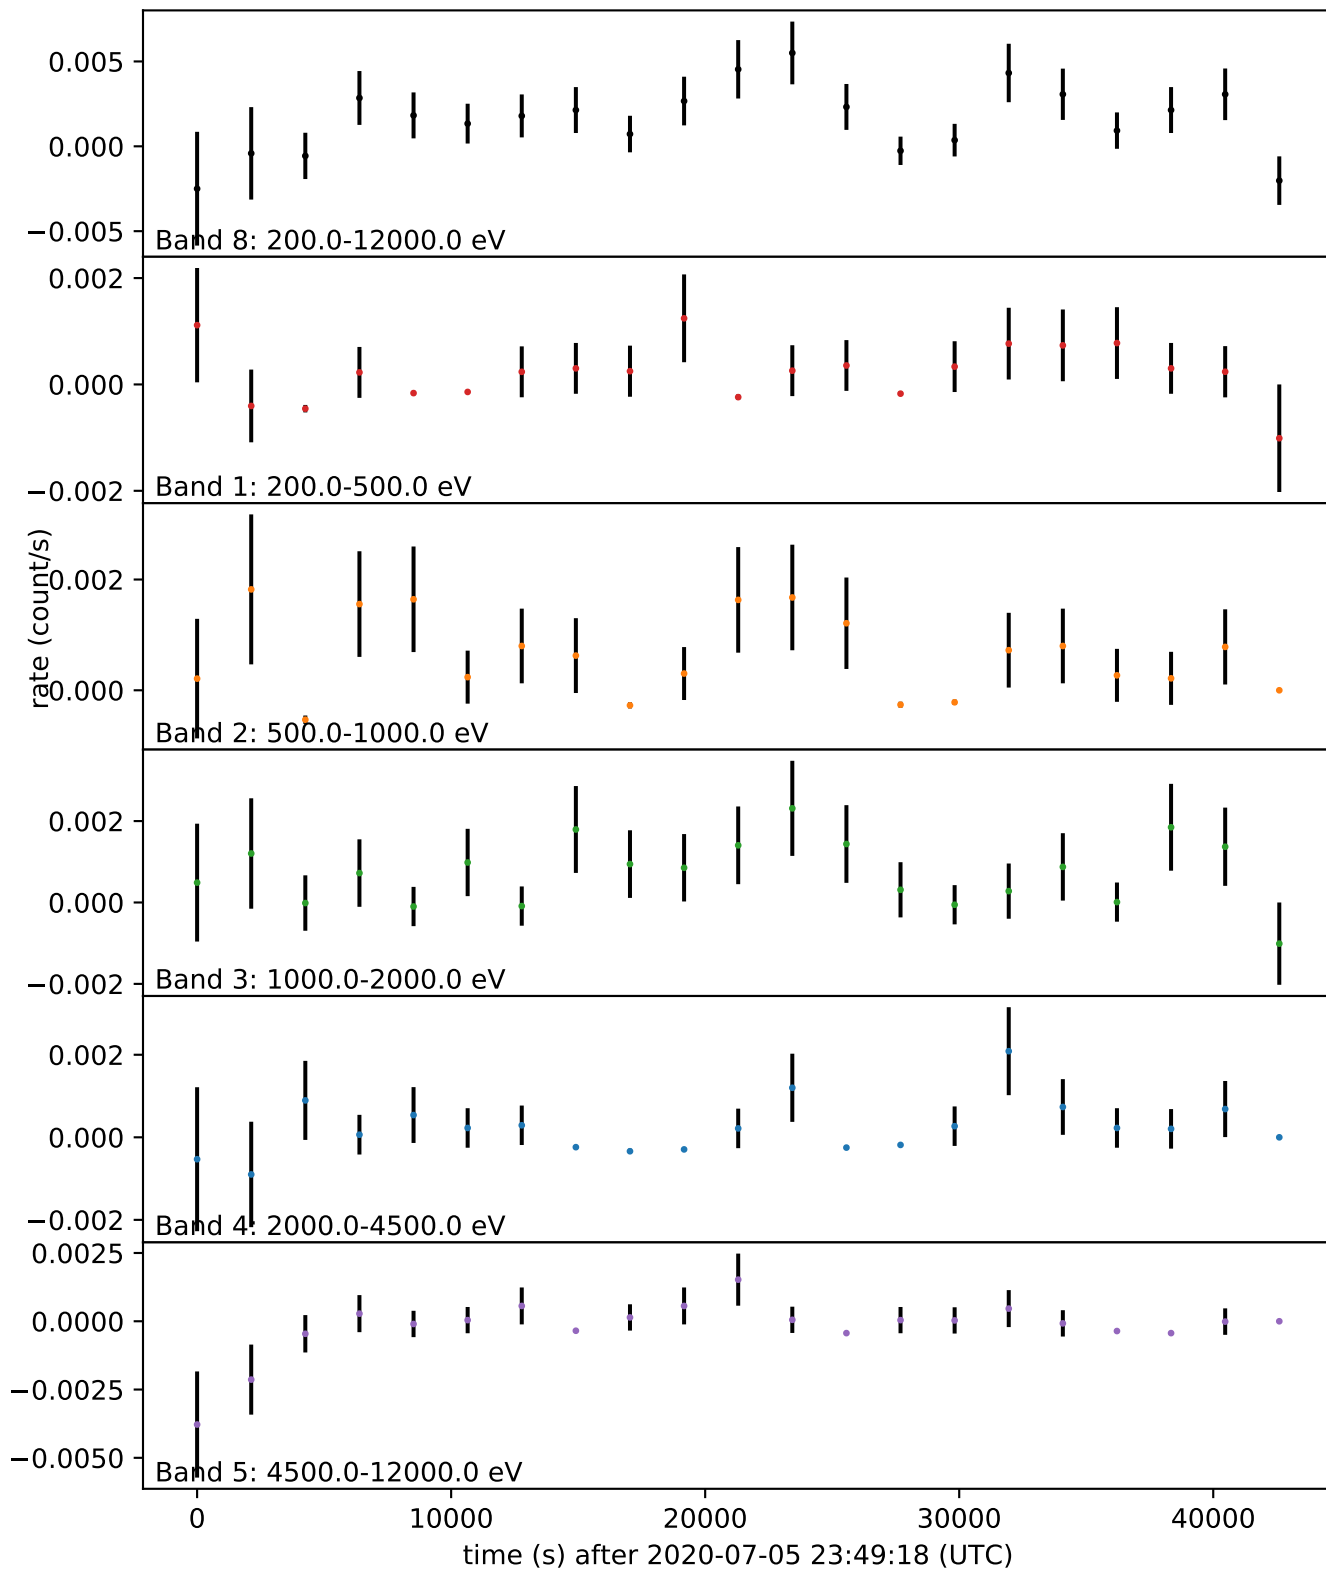 0.005
0.000
−0.005
Band 8: 200.0-12000.0 eV
0.002
0.000
−0.002
Band 1: 200.0-500.0 eV
rate (count/s)
0.002
0.000
Band 2: 500.0-1000.0 eV
0.002
0.000
−0.002
Band 3: 1000.0-2000.0 eV
0.002
0.000
−0.002
Band 4: 2000.0-4500.0 eV
0.0025
0.0000
−0.0025
−0.0050
Band 5: 4500.0-12000.0 eV
0 10000 20000 30000 40000
time (s) after 2020-07-05 23:49:18 (UTC)